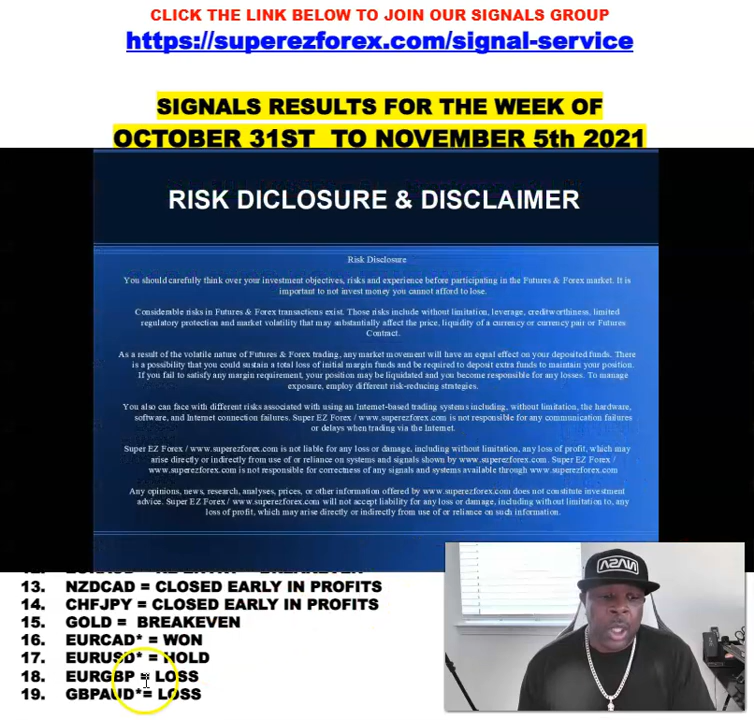 CLICK THE LINK BELOW TO JOIN OUR SIGNALS GROUP
https://superezforex.com/signal-service
SIGNALS RESULTS FOR THE WEEK OF
OCTOBER 31ST TO NOVEMBER 5th 2021
RISK DICLOSURE & DISCLAIMER
Risk Disclosure
You should carefully think over your investment objectives, risks and experience before participating in the Futures & Forex market. It is
important to not invest money you cannot afford to lose.
Considerable risks in Futures & Forex transactions exist. Those risks include without limitation, leverage, creditworthiness, limited
regulatory protection and market volatility that may substantially affect the price, liquidity of a currency or currency pair or Futures
Contract.
As a result of the volatile nature of Futures & Forex trading, any market movement will have an equal effect on your deposited funds. There
is a possibility that you could sustain a total loss of initial margin funds and be required to deposit extra funds to maintain your position.
If you fail to satisfy any margin requirement, your position may be liquidated and you become responsible for any losses. To manage
exposure, employ different risk-reducing strategies.
You also can face with different risks associated with using an Internet-based trading systems including, without limitation, the hardware,
software, and Internet connection failures. Super EZ Forex / www.superezforex.com is not responsible for any communication failures
or delays when trading via the Internet.
Super EZ Forex / www.superezforex.com is not liable for any loss or damage, including without limitation, any loss of profit, which may
arise directly or indirectly from use of or reliance on systems and signals shown by www.superezforex.com. Super EZ Forex /
www.superezforex.com is not responsible for correctness of any signals and systems available through www.superezforex.com
Any opinions, news, research, analyses, prices, or other information offered by www.superezforex.com does not constitute investment
advice. Super EZ Forex / www.superezforex.com will not accept liability for any loss or damage, including without limitation to, any
loss of profit, which may arise directly or indirectly from use of or reliance on such information.
13. NZDCAD = CLOSED EARLY IN PROFITS
14. CHFJPY = CLOSED EARLY IN PROFITS
15. GOLD = BREAKEVEN
16. EURCAD* = WON
17. EURUSD* = HOLD
18. EURGBP = LOSS
19. GBPAUD*= LOSS
NASA